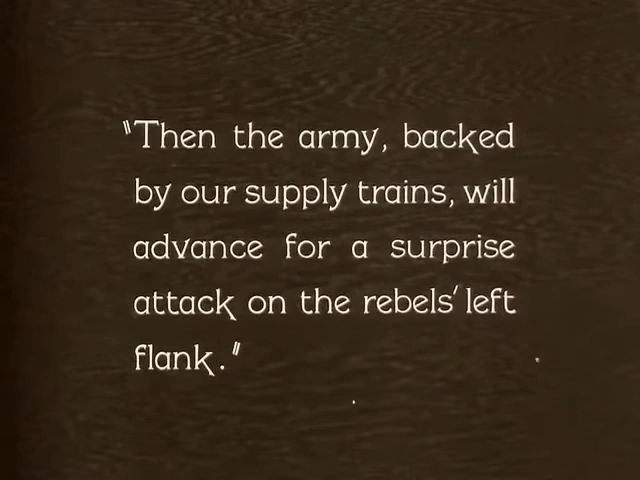 "Then the army, backed
by our supply trains, will
advance for a surprise
attack on the rebels' left
flank."